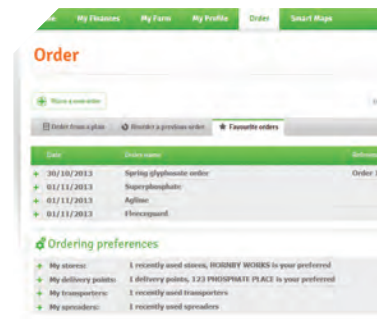 My Finances My Farm My Profile Order Smart Maps
Order
Place a new order
Order from a plan Reorder a previous order Favourite orders
Date Order name
30/10/2013 Spring glyphosate order Order
01/11/2013 Superphosphate
01/11/2013 Aglime
01/11/2013 Fleeceguard
Ordering preferences
My stores: 1 recently used stores, HORNBY WORKS is your preferred
My delivery points: 1 delivery points, 123 PHOSPHATE PLACE is your preferred
My transporters: 1 recently used transporters
My spreaders: 1 recently used spreaders